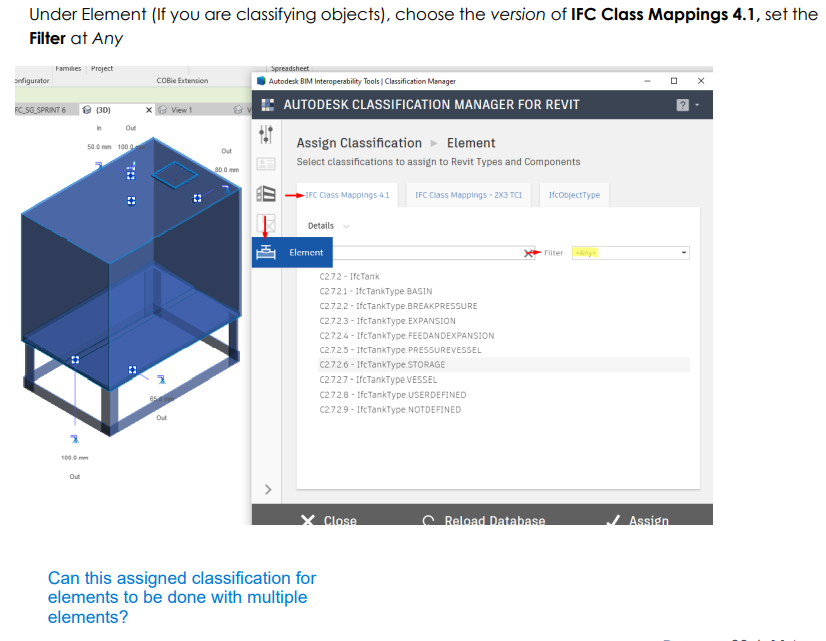 Under Element (If you are classifying objects), choose the version of IFC Class Mappings 4.1, set the
Filter at Any
Families Project Spreadsheet
onfigurator COBie Extension
Autodesk BIM Interoperability Tools | Classification Manager
AUTODESK CLASSIFICATION MANAGER FOR REVIT ?
FC_SG_SPRINT 6 (3D) X View 1 V
In Out
50.0 mm 100.0
Out
80.0 mm
Assign Classification Element
Select classifications to assign to Revit Types and Components
IFC Class Mappings 4.1 IFC Class Mappings - 2X3 TC1 IfcObjectType
Details
Element Filter <Any>
C2.7.2 - IfcTank
C2.7.2.1 - IfcTankType.BASIN
C2.7.2.2 - IfcTankType.BREAKPRESSURE
C2.7.2.3 - IfcTankType.EXPANSION
C2.7.2.4 - IfcTankType.FEEDANDEXPANSION
C2.7.2.5 - IfcTankType.PRESSUREVESSEL
C2.7.2.6 - IfcTankType.STORAGE
C2.7.2.7 - IfcTankType.VESSEL
C2.7.2.8 - IfcTankType.USERDEFINED
C2.7.2.9 - IfcTankType.NOTDEFINED
Out
100.0 mm
Out
Close Reload Database Assign
Can this assigned classification for
elements to be done with multiple
elements?